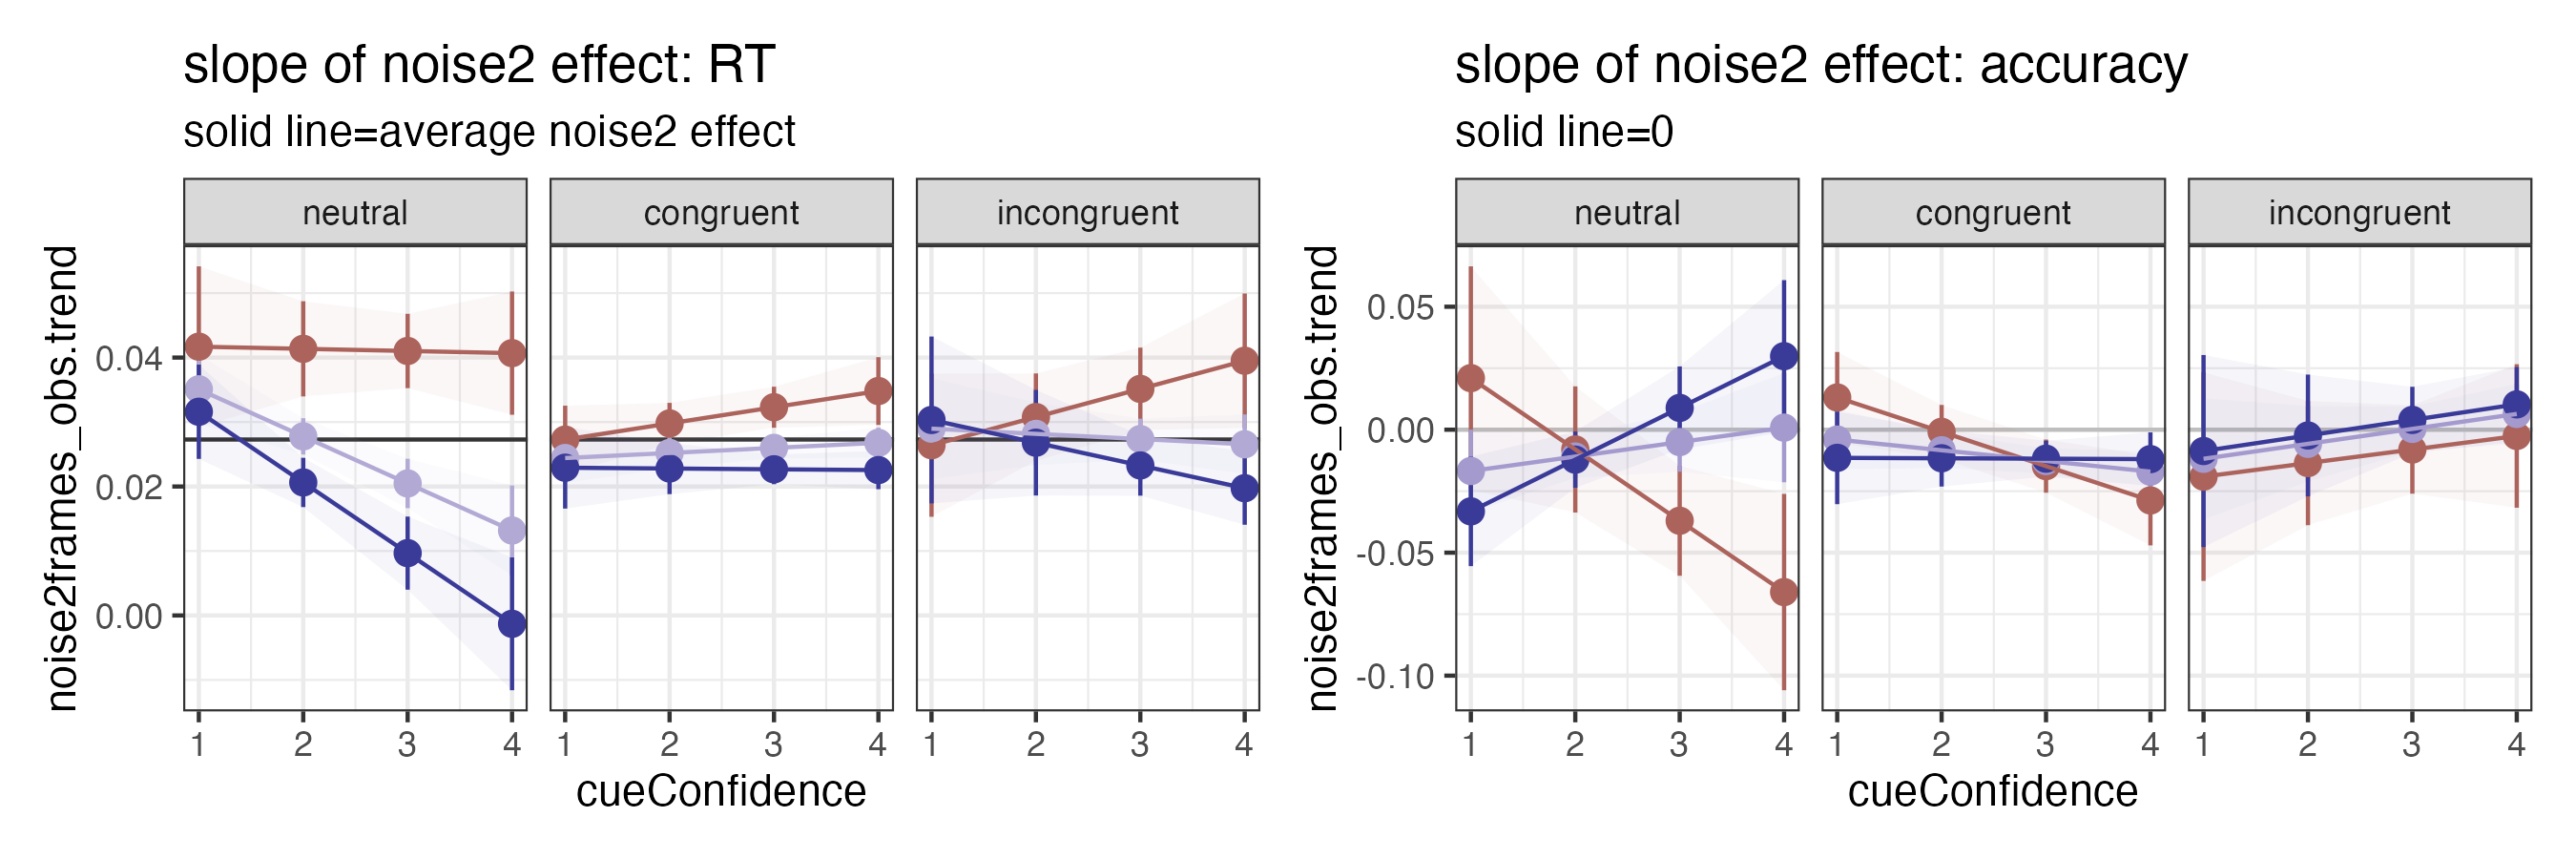 slope of noise2 effect: RT
solid line=average noise2 effect
neutral
congruent
incongruent
noise2frames_obs.trend
0.04
0.02
0.00
1 2 3 4
1 2 3 4
1 2 3 4
cueConfidence
slope of noise2 effect: accuracy
solid line=0
neutral
congruent
incongruent
noise2frames_obs.trend
0.05
0.00
-0.05
-0.10
1 2 3 4
1 2 3 4
1 2 3 4
cueConfidence